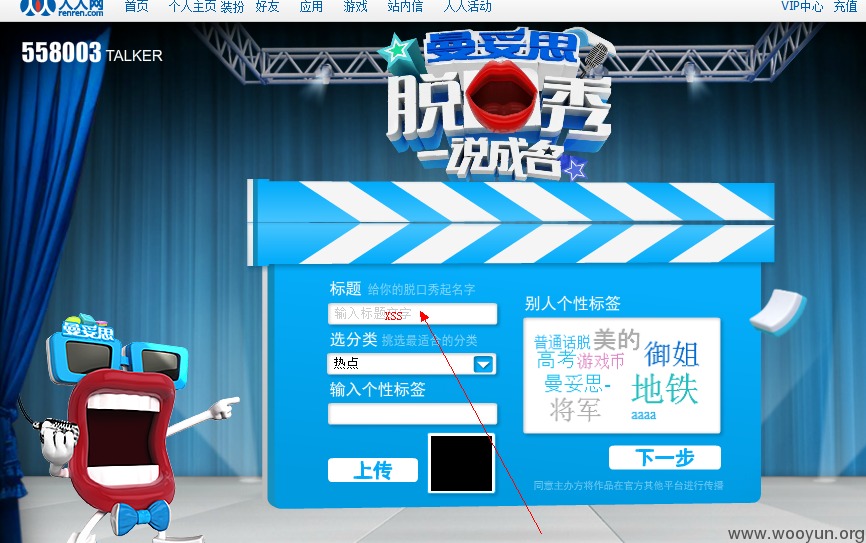 人人网 renren.com 首页 个人主页 装扮 好友 应用 游戏 站内信 人人活动 VIP中心 充值
558003 TALKER
曼妥思
脱口秀
一说成名
标题 给你的脱口秀起名字
输入标题文字
XSS
选分类 挑选最适合的分类
热点
输入个性标签
上传
别人个性标签
普通话脱 美的
高考 游戏币 御姐
曼妥思- 地铁
将军 aaaa
下一步
同意主办方将作品在官方其他平台进行传播
曼妥思
www.wooyun.org